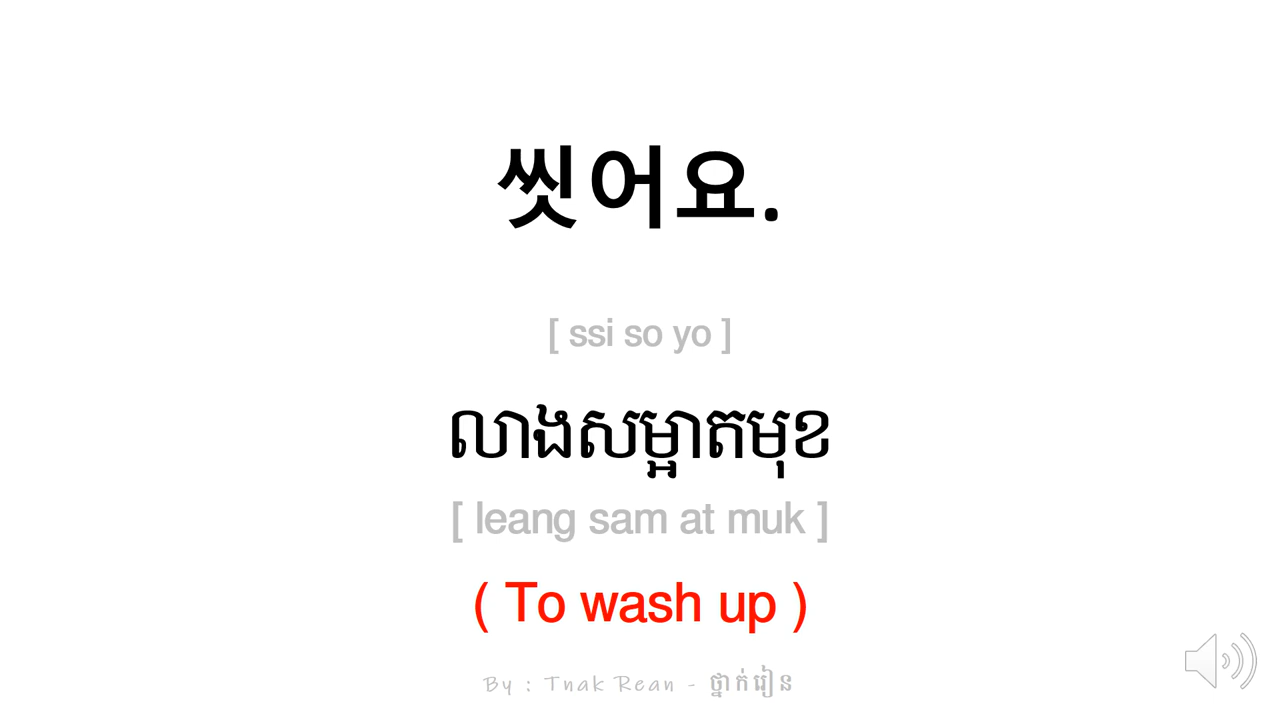 씻어요.
[ ssi so yo ]
លាងសម្អាតមុខ
[ leang sam at muk ]
( To wash up )
By : Tnak Rean - ថ្នាក់រៀន